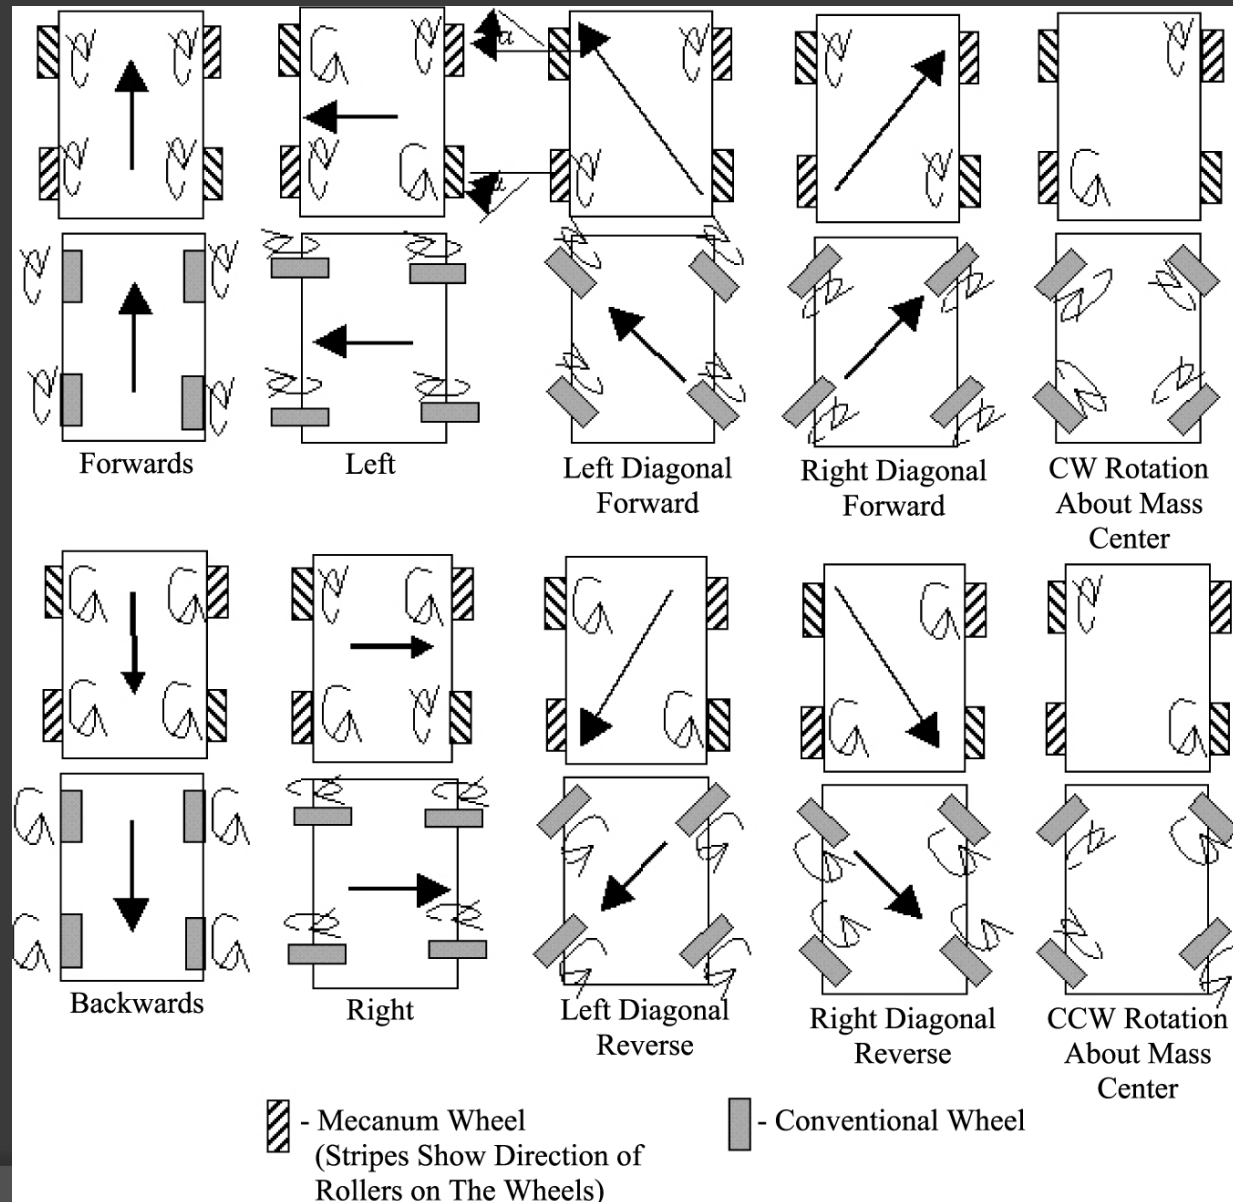 α
α
Forwards
Left
Left Diagonal
Forward
Right Diagonal
Forward
CW Rotation
About Mass
Center
Backwards
Right
Left Diagonal
Reverse
Right Diagonal
Reverse
CCW Rotation
About Mass
Center
- Mecanum Wheel
(Stripes Show Direction of
Rollers on The Wheels)
- Conventional Wheel